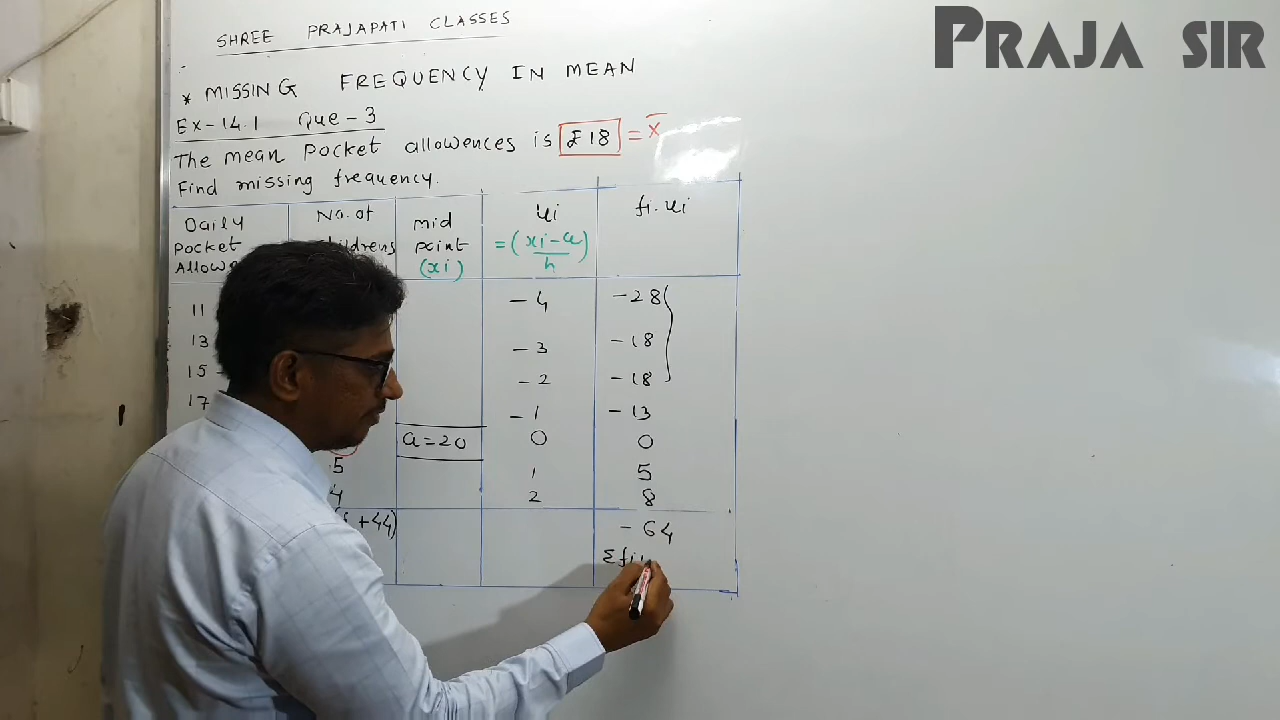 PRAJA SIR
SHREE PRAJAPATI CLASSES
* MISSING FREQUENCY IN MEAN
Ex-14.1 Que-3
The mean pocket allowences is ₹18 = x̄
Find missing frequency.
Daily Pocket Allow
No. of childrens
mid point (xi)
ui = (xi-a/h)
fi.ui
11 -4 -28
13 -3 -18
15 - -2 -18
17 -1 -13
a=20 0 0
5 1 5
4 2 8
+44) -64
Σfi